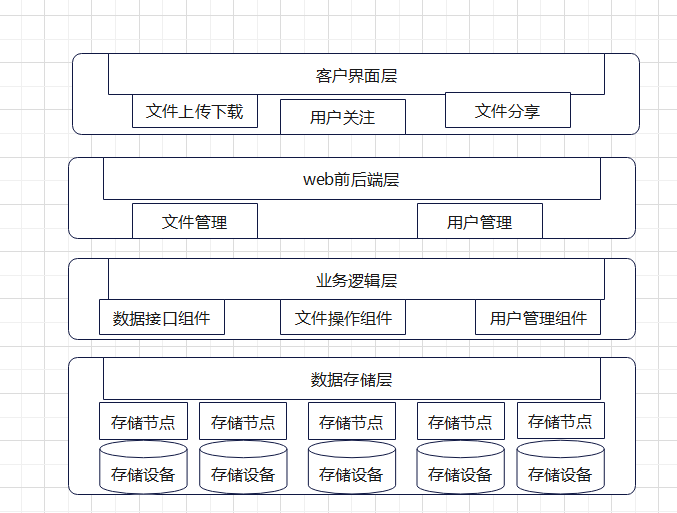 客户界面层
文件上传下载
用户关注
文件分享
web前后端层
文件管理
用户管理
业务逻辑层
数据接口组件
文件操作组件
用户管理组件
数据存储层
存储节点
存储节点
存储节点
存储节点
存储节点
存储设备
存储设备
存储设备
存储设备
存储设备